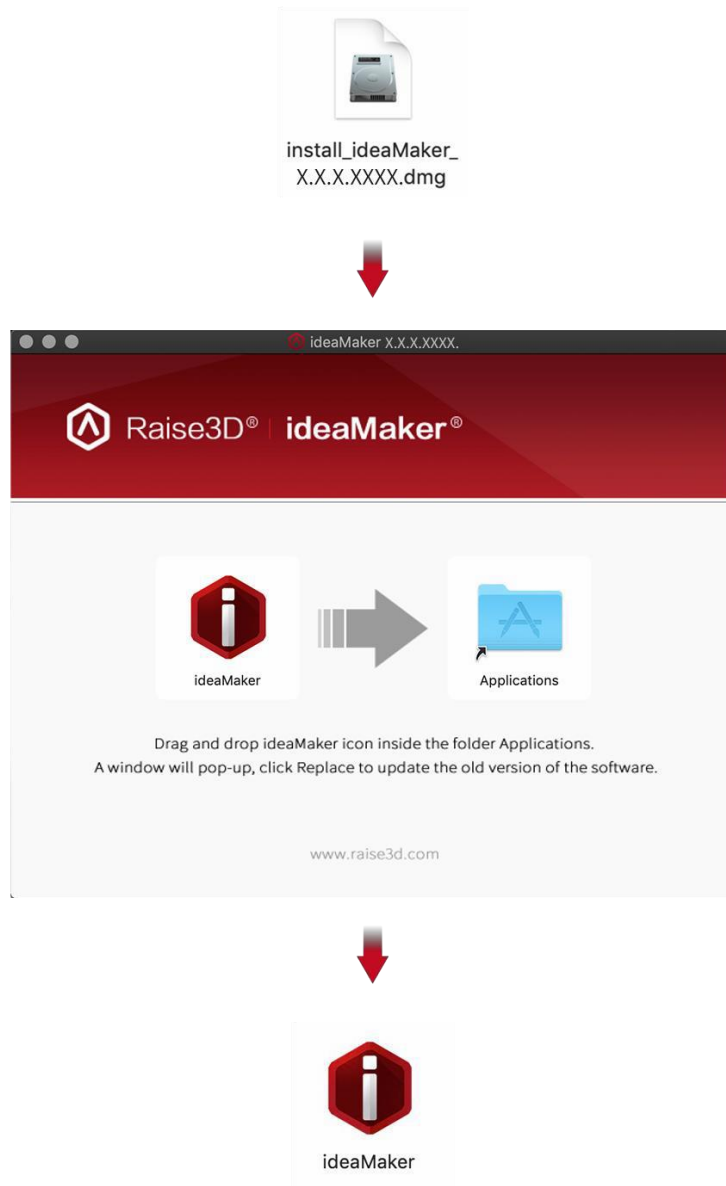 install_ideaMaker_
X.X.X.XXXX.dmg
ideaMaker X.X.X.XXXX.
Raise3D® | ideaMaker®
ideaMaker
Applications
Drag and drop ideaMaker icon inside the folder Applications.
A window will pop-up, click Replace to update the old version of the software.
www.raise3d.com
ideaMaker